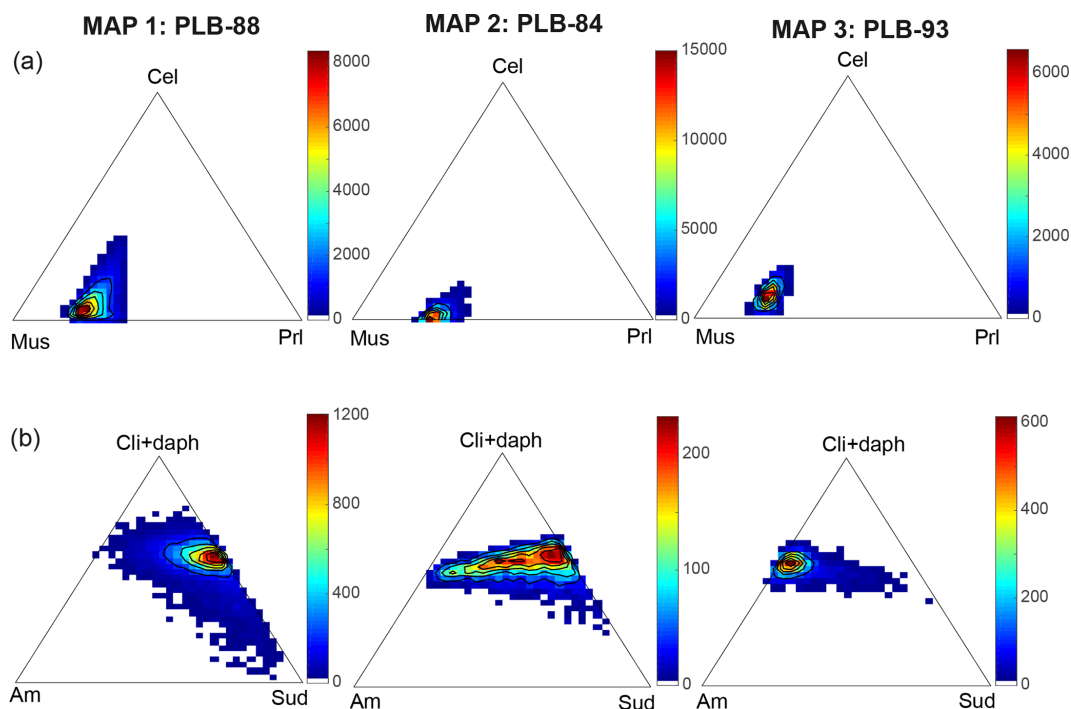 MAP 1: PLB-88
MAP 2: PLB-84
MAP 3: PLB-93
(a)
Cel
Mus
Prl
8000
6000
4000
2000
0
Cel
Mus
Prl
15000
10000
5000
0
Cel
Mus
Prl
6000
4000
2000
0
(b)
Cli+daph
Am
Sud
1200
800
400
0
Cli+daph
Am
Sud
200
100
0
Cli+daph
Am
Sud
600
400
200
0